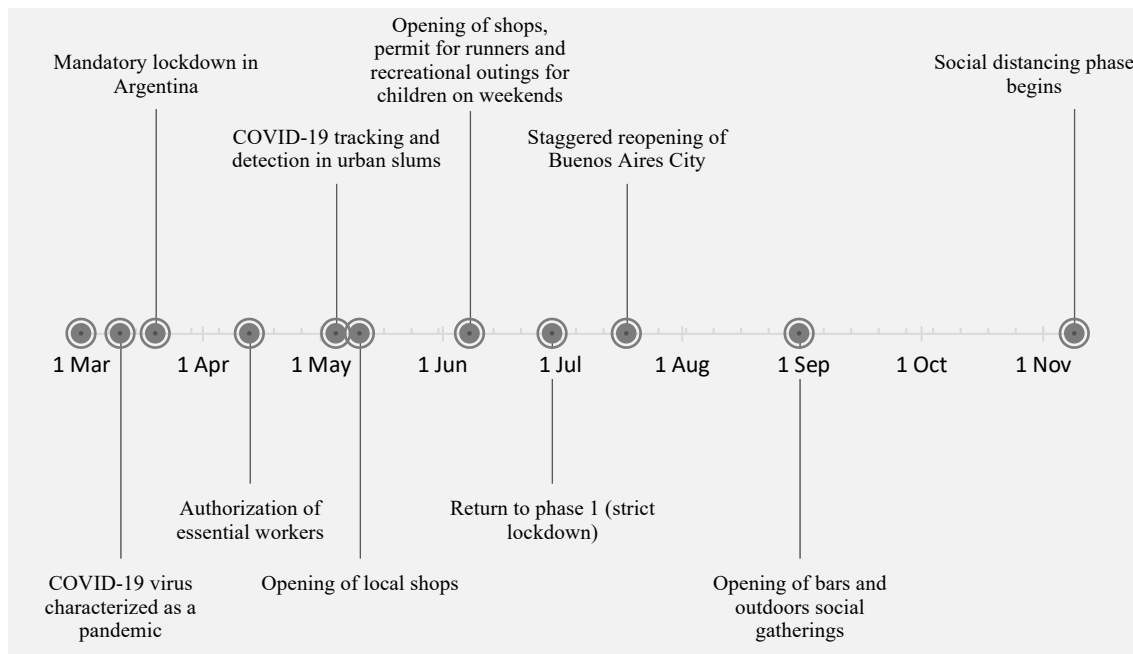 Opening of shops,
permit for runners and
recreational outings for
children on weekends
Mandatory lockdown in
Argentina
Social distancing phase
begins
COVID-19 tracking and
detection in urban slums
Staggered reopening of
Buenos Aires City
1 Mar
1 Apr
1 May
1 Jun
1 Jul
1 Aug
1 Sep
1 Oct
1 Nov
Authorization of
essential workers
Return to phase 1 (strict
lockdown)
COVID-19 virus
characterized as a
pandemic
Opening of local shops
Opening of bars and
outdoors social
gatherings